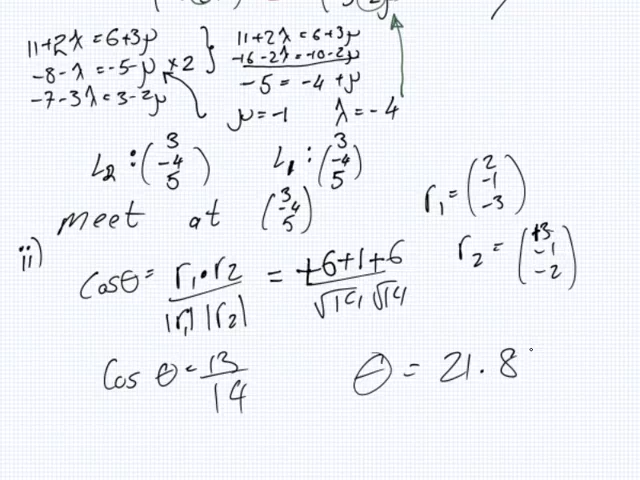 11+2λ=6+3μ } 11+2λ=6+3μ
-8-λ=-5-μ ×2 -16-2λ=-10-2μ
-7-3λ=3-2μ -5=-4+μ
μ=-1 λ=-4
L2 : (3 -4 5) L1 : (3 -4 5)
meet at (3 -4 5) r1 = (2 -1 -3)
ii) r2 = (+3 -1 -2)
Cosθ = r1•r2 / |r1| |r2| = +6+1+6 / √14 √14
Cos θ = 13/14 θ = 21.8°